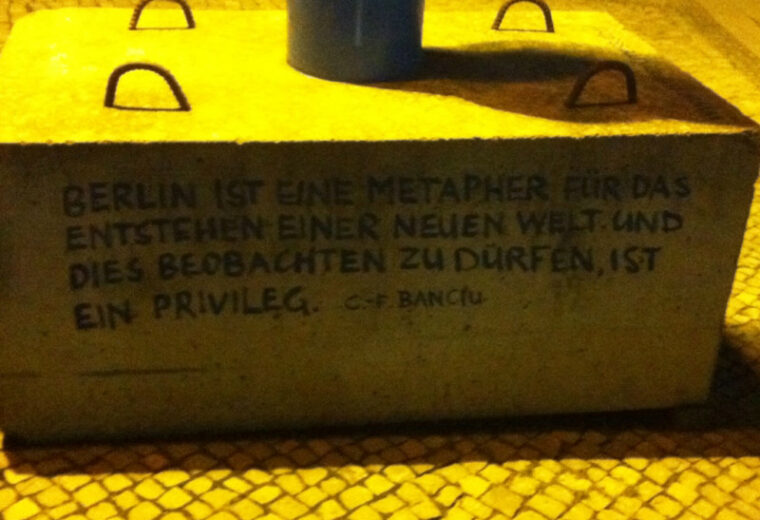 BERLIN IST EINE METAPHER FÜR DAS
ENTSTEHEN EINER NEUEN WELT. UND
DIES BEOBACHTEN ZU DÜRFEN, IST
EIN PRIVILEG. C.-F. BANCIU.